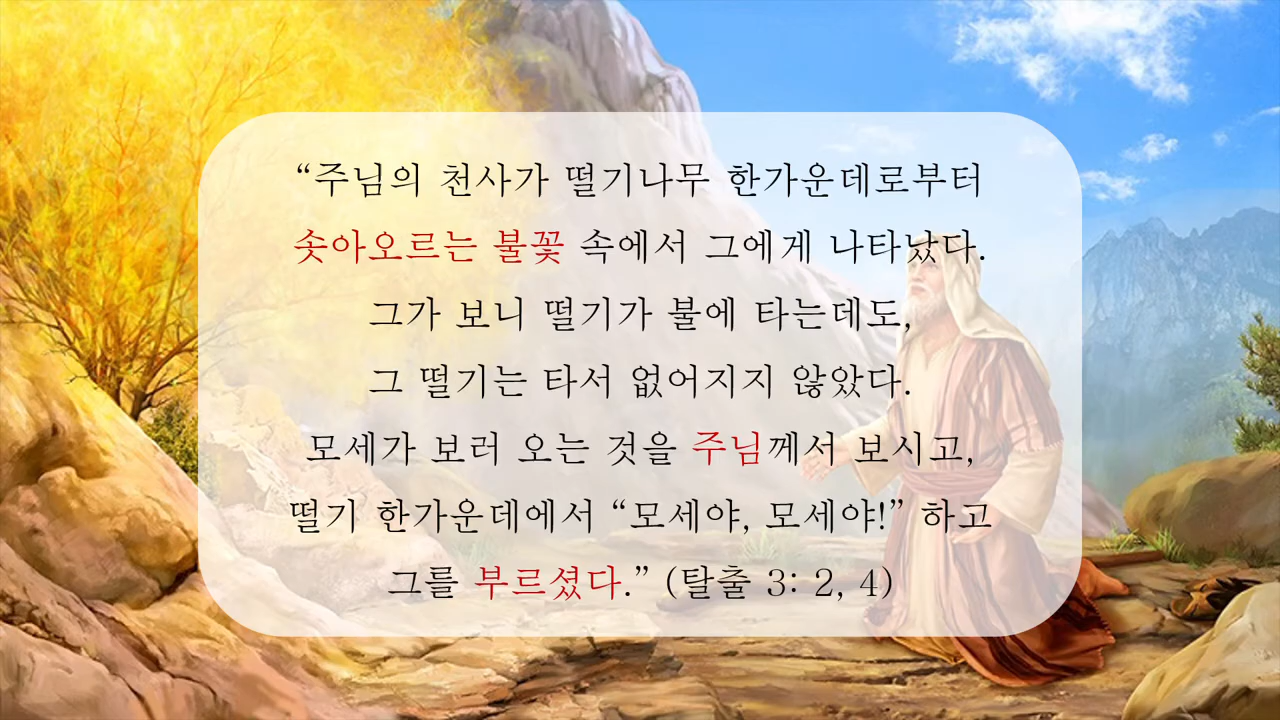 “주님의 천사가 떨기나무 한가운데로부터
솟아오르는 불꽃 속에서 그에게 나타났다.
그가 보니 떨기가 불에 타는데도,
그 떨기는 타서 없어지지 않았다.
모세가 보러 오는 것을 주님께서 보시고,
떨기 한가운데에서 “모세야, 모세야!” 하고
그를 부르셨다.” (탈출 3: 2, 4)